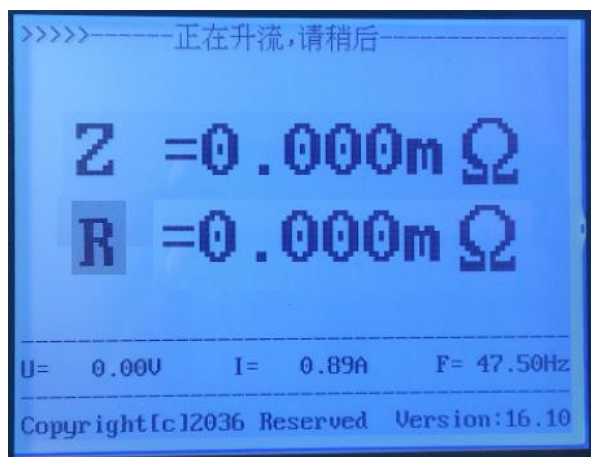 >>>>>------正在升流,请稍后--------------
Z =0.000mΩ
R =0.000mΩ
U= 0.00V I= 0.89A F= 47.50Hz
Copyright[c]2036 Reserved Version:16.10